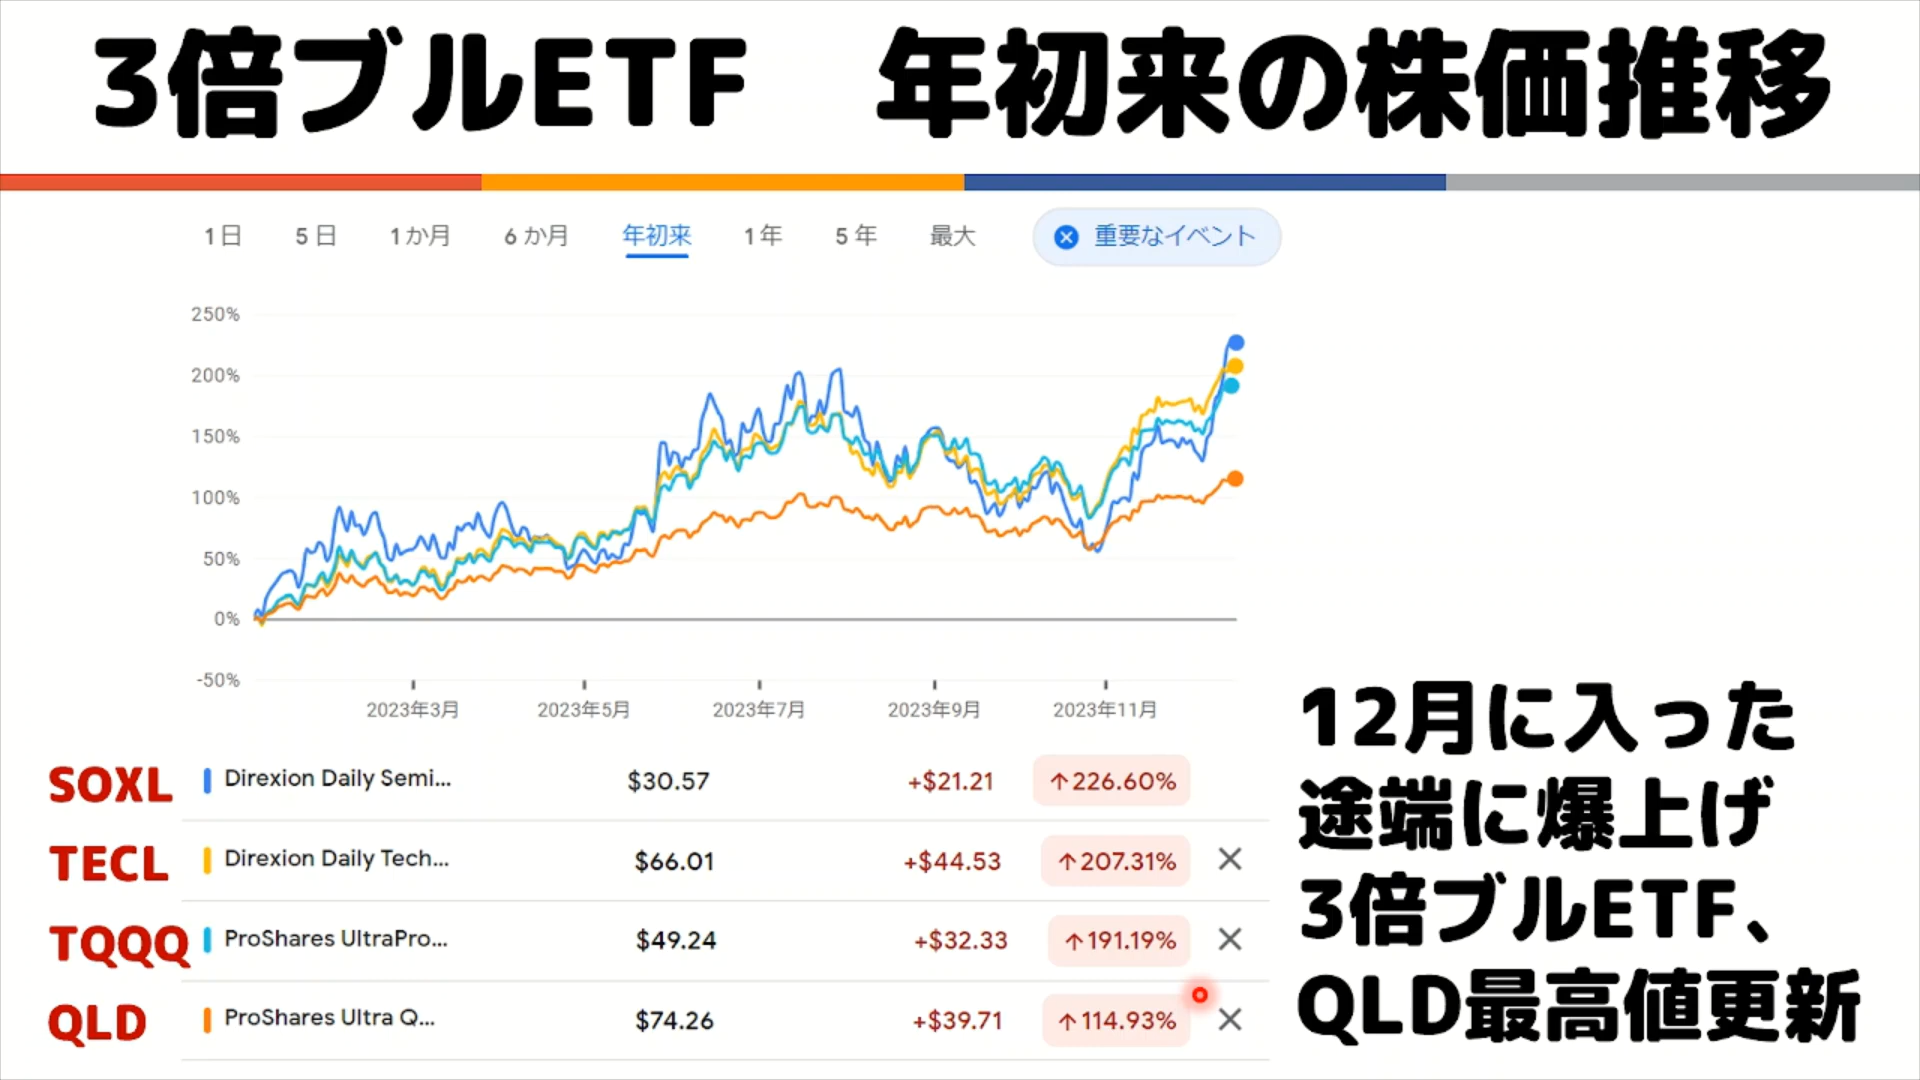 3倍ブルETF　年初来の株価推移
1日 5日 1か月 6か月 年初来 1年 5年 最大 重要なイベント
250%
200%
150%
100%
50%
0%
-50%
2023年3月 2023年5月 2023年7月 2023年9月 2023年11月
SOXL Direxion Daily Semi... $30.57 +$21.21 ↑226.60%
TECL Direxion Daily Tech... $66.01 +$44.53 ↑207.31%
TQQQ ProShares UltraPro... $49.24 +$32.33 ↑191.19%
QLD ProShares Ultra Q... $74.26 +$39.71 ↑114.93%
12月に入った
途端に爆上げ
3倍ブルETF、
QLD最高値更新